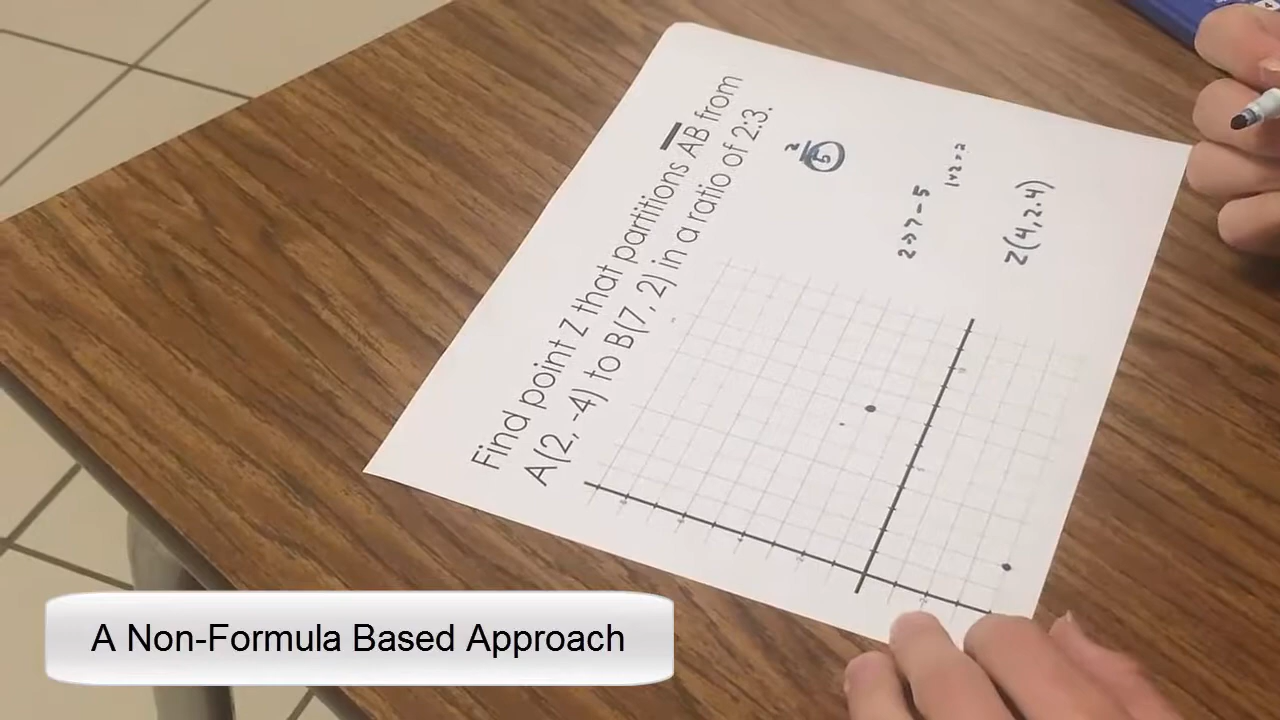 Find point Z that partitions AB from
A(2, -4) to B(7, 2) in a ratio of 2:3.
2
5
2→7-5
1+2=2
Z(4,2.4)
A Non-Formula Based Approach